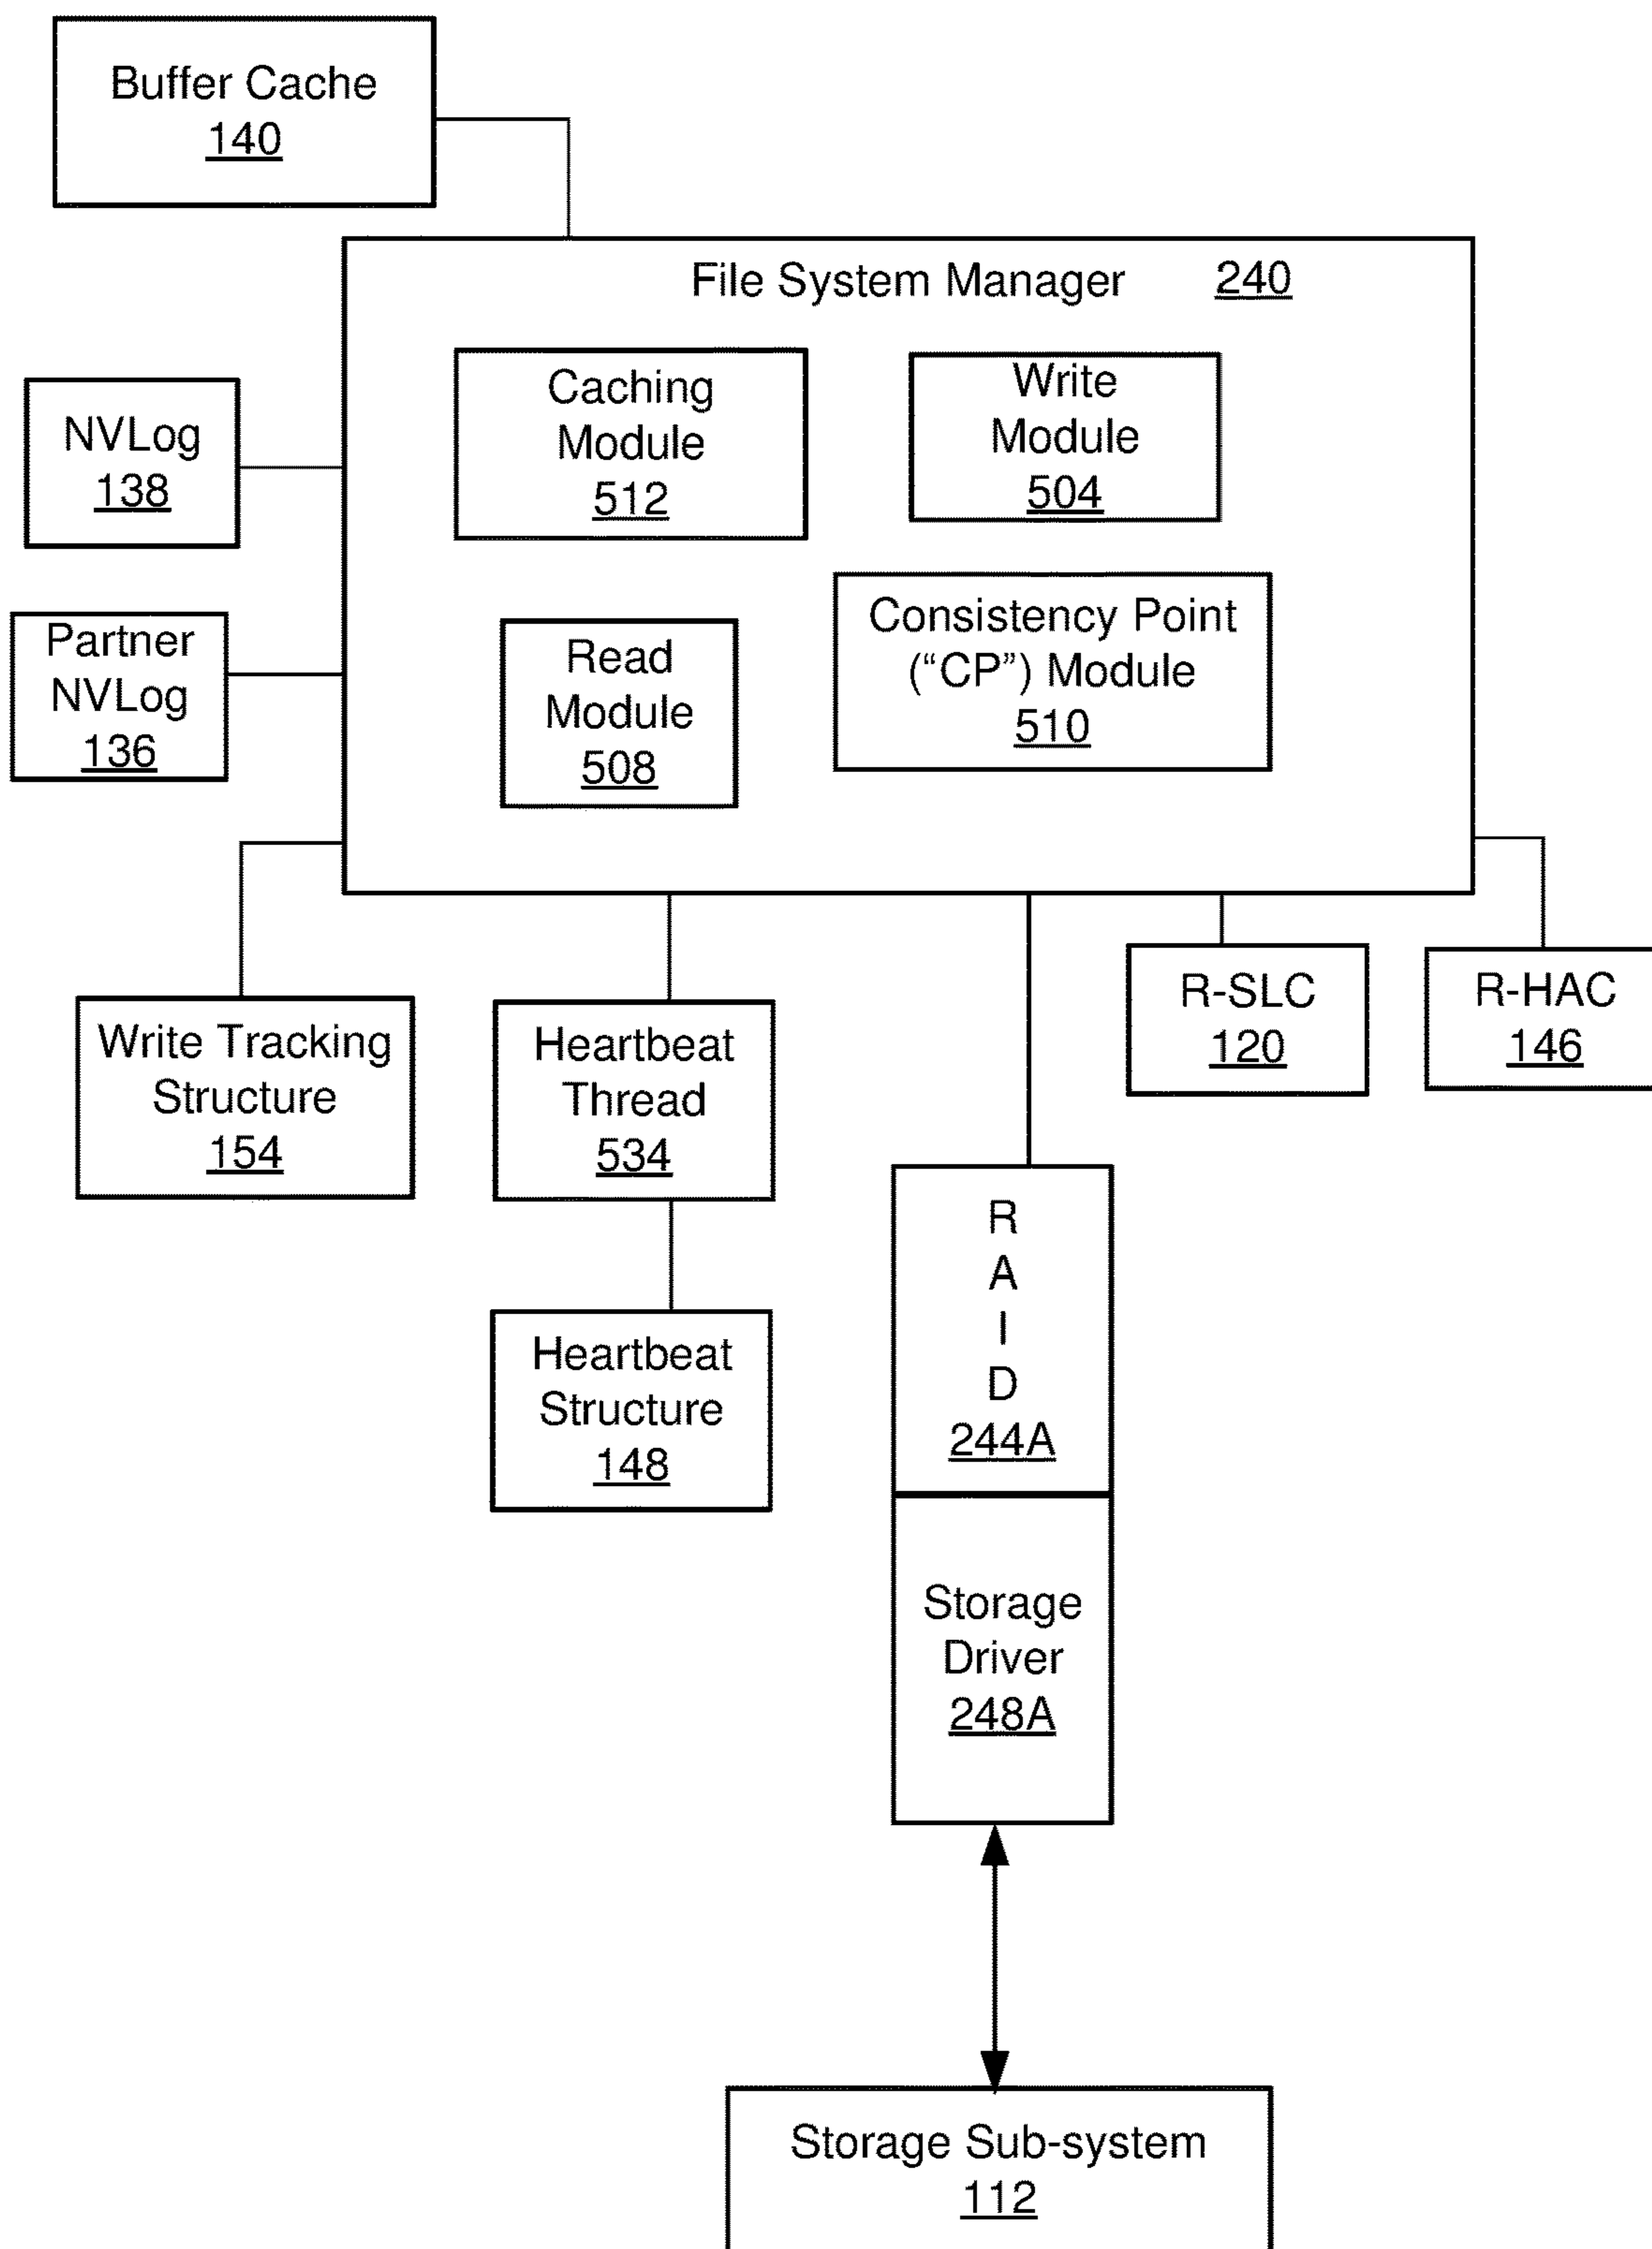 Buffer Cache
140
File System Manager 240
Caching
Module
512
Write
Module
504
NVLog
138
Partner
NVLog
136
Read
Module
508
Consistency Point
(“CP”) Module
510
Write Tracking
Structure
154
Heartbeat
Thread
534
R-SLC
120
R-HAC
146
Heartbeat
Structure
148
R
A
I
D
244A
Storage
Driver
248A
Storage Sub-system
112